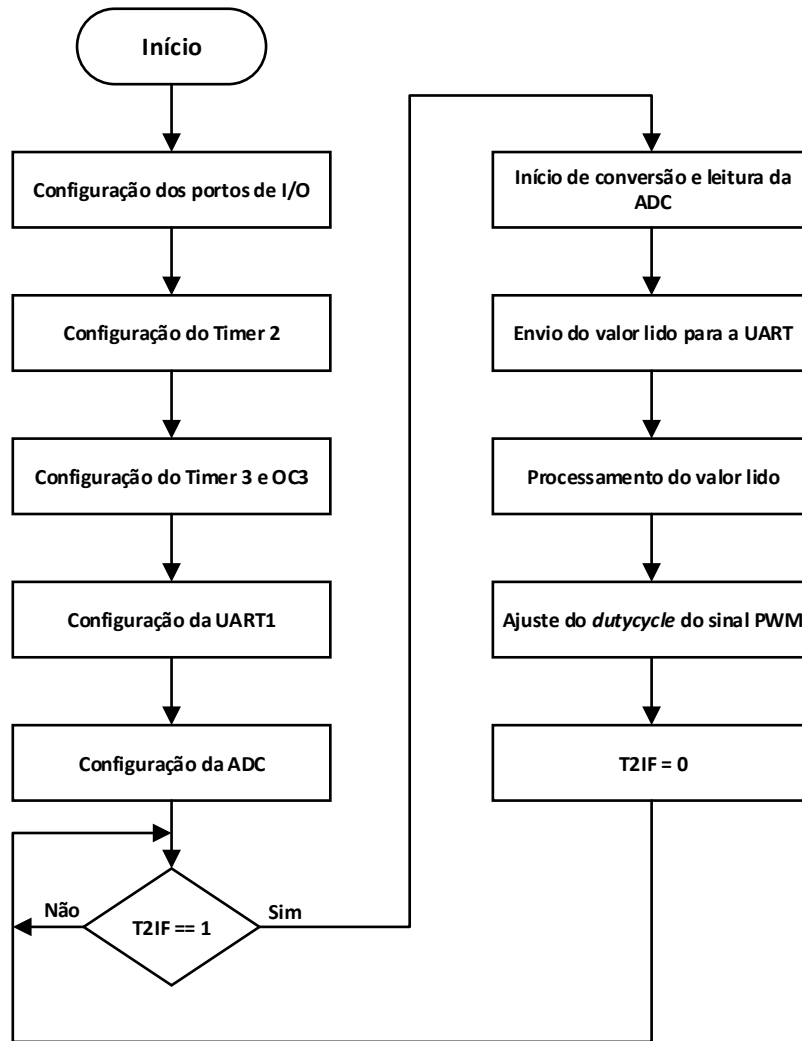 Início
Configuração dos portos de I/O
Configuração do Timer 2
Configuração do Timer 3 e OC3
Configuração da UART1
Configuração da ADC
T2IF == 1
Não
Sim
Início de conversão e leitura da
ADC
Envio do valor lido para a UART
Processamento do valor lido
Ajuste do dutycycle do sinal PWM
T2IF = 0